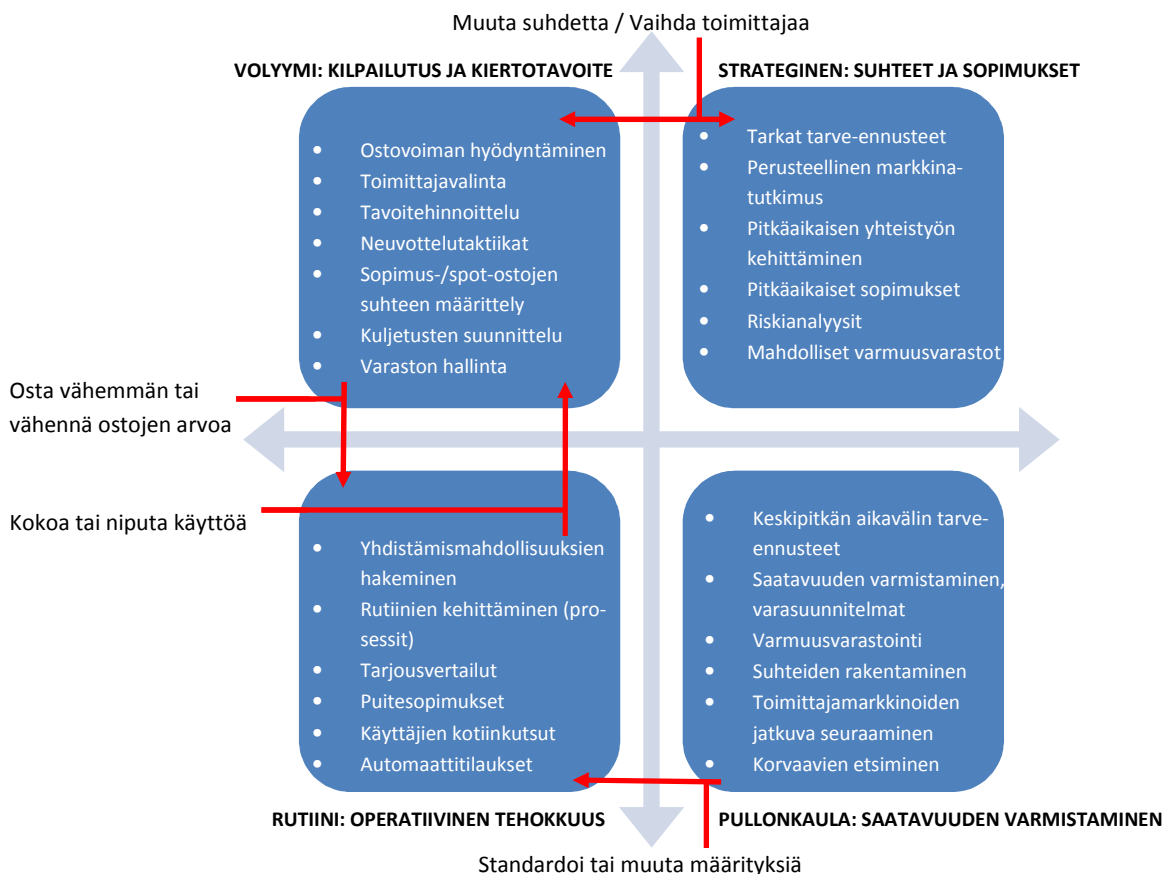 Muuta suhdetta / Vaihda toimittajaa
VOLYYMI: KILPAILUTUS JA KIERTOTAVOITE
• Ostovoiman hyödyntäminen
• Toimittajavalinta
• Tavoitehinnoittelu
• Neuvottelutaktiikat
• Sopimus-/spot-ostojen
suhteen määrittely
• Kuljetusten suunnittelu
• Varaston hallinta
STRATEGINEN: SUHTEET JA SOPIMUKSET
• Tarkat tarve-ennusteet
• Perusteellinen markkina-
tutkimus
• Pitkäaikaisen yhteistyön
kehittäminen
• Pitkäaikaiset sopimukset
• Riskianalyysit
• Mahdolliset varmuusvarastot
Osta vähemmän tai
vähennä ostojen arvoa
Kokoa tai niputa käyttöä
• Yhdistämismahdollisuuksien
hakeminen
• Rutiinien kehittäminen (pro-
sessit)
• Tarjousvertailut
• Puitesopimukset
• Käyttäjien kotiinkutsut
• Automaattitilaukset
RUTIINI: OPERATIIVINEN TEHOKKUUS
• Keskipitkän aikavälin tarve-
ennusteet
• Saatavuuden varmistaminen,
varasuunnitelmat
• Varmuusvarastointi
• Suhteiden rakentaminen
• Toimittajamarkkinoiden
jatkuva seuraaminen
• Korvaavien etsiminen
PULLONKAULA: SAATAVUUDEN VARMISTAMINEN
Standardoi tai muuta määrityksiä